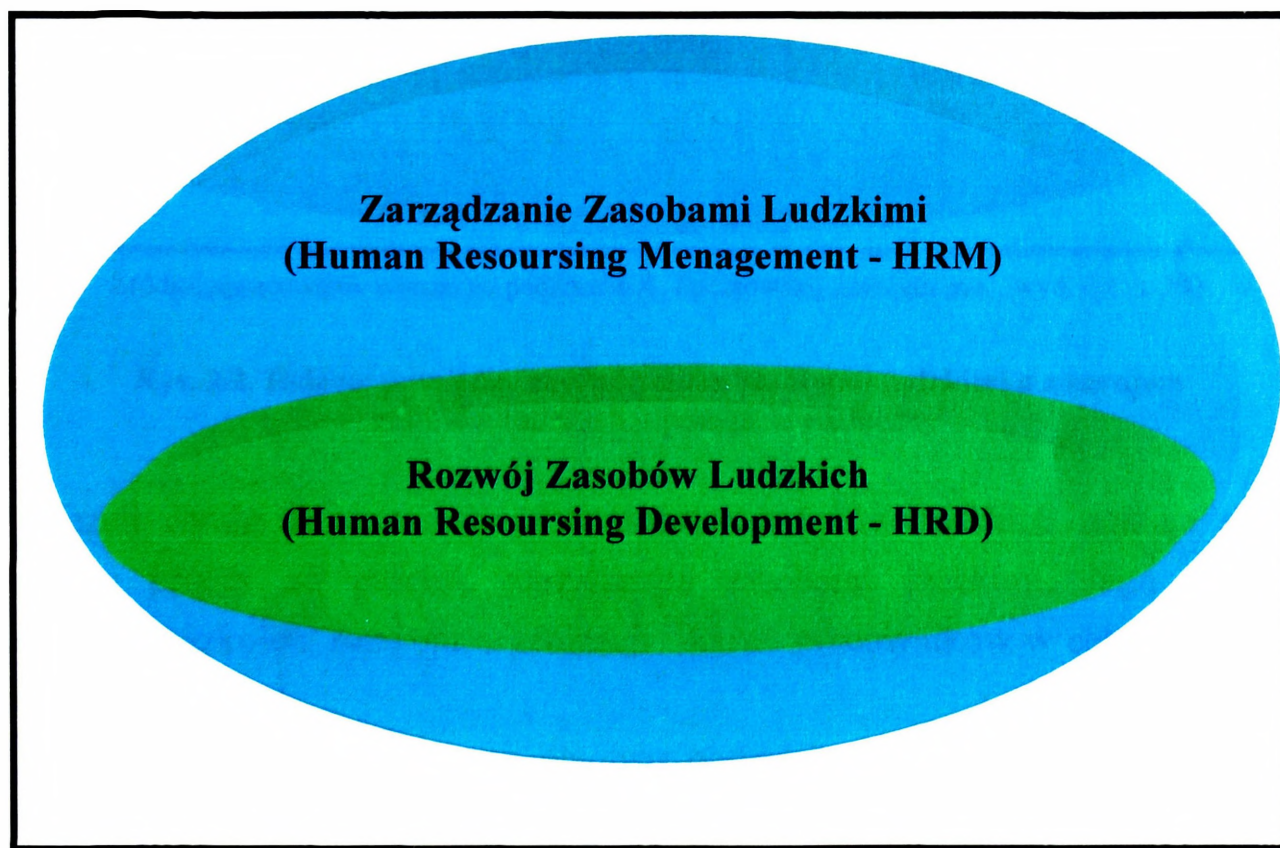 Zarządzanie Zasobami Ludzkimi
(Human Resoursing Menagement - HRM)
Rozwój Zasobów Ludzkich
(Human Resoursing Development - HRD)